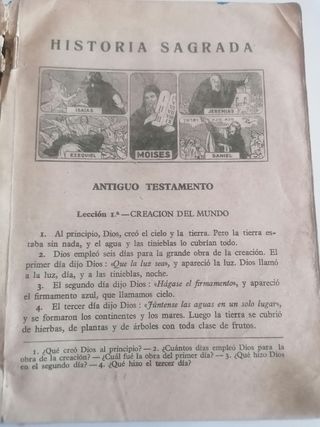 HISTORIA SAGRADA
ISAIAS
JEREMIAS
EZEQUIEL
MOISES
DANIEL
ANTIGUO TESTAMENTO
Lección 1.ª—CREACION DEL MUNDO
1. Al principio, Dios, creó el cielo y la tierra. Pero la tierra es-
taba sin nada, y el agua y las tinieblas lo cubrían todo.
2. Dios empleó seis días para la grande obra de la creación. El
primer día dijo Dios: «Que la luz sea», y apareció la luz. Dios llamó
a la luz, día, y a las tinieblas, noche.
3. El segundo día dijo Dios: «Hágase el firmamento», y apareció
el firmamento azul, que llamamos cielo.
4. El tercer día dijo Dios: «Júntense las aguas en un solo lugar»,
y se formaron los continentes y los mares. Luego la tierra se cubrió
de hierbas, de plantas y de árboles con toda clase de frutos.
1. ¿Qué creó Dios al principio?—2. ¿Cuántos días empleó Dios para la
obra de la creación?—¿Cuál fué la obra del primer día?—3. ¿Qué hizo Dios
en el segundo día?—4. ¿Qué hizo el tercer día?